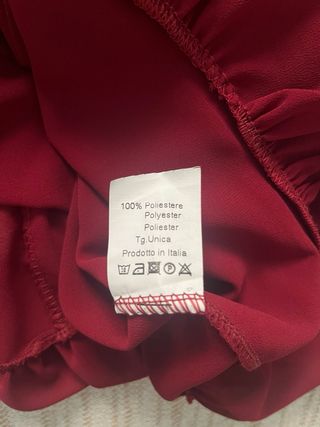 100% Poliestere
Polyester
Poliester
Tg.Unica
Prodotto in Italia